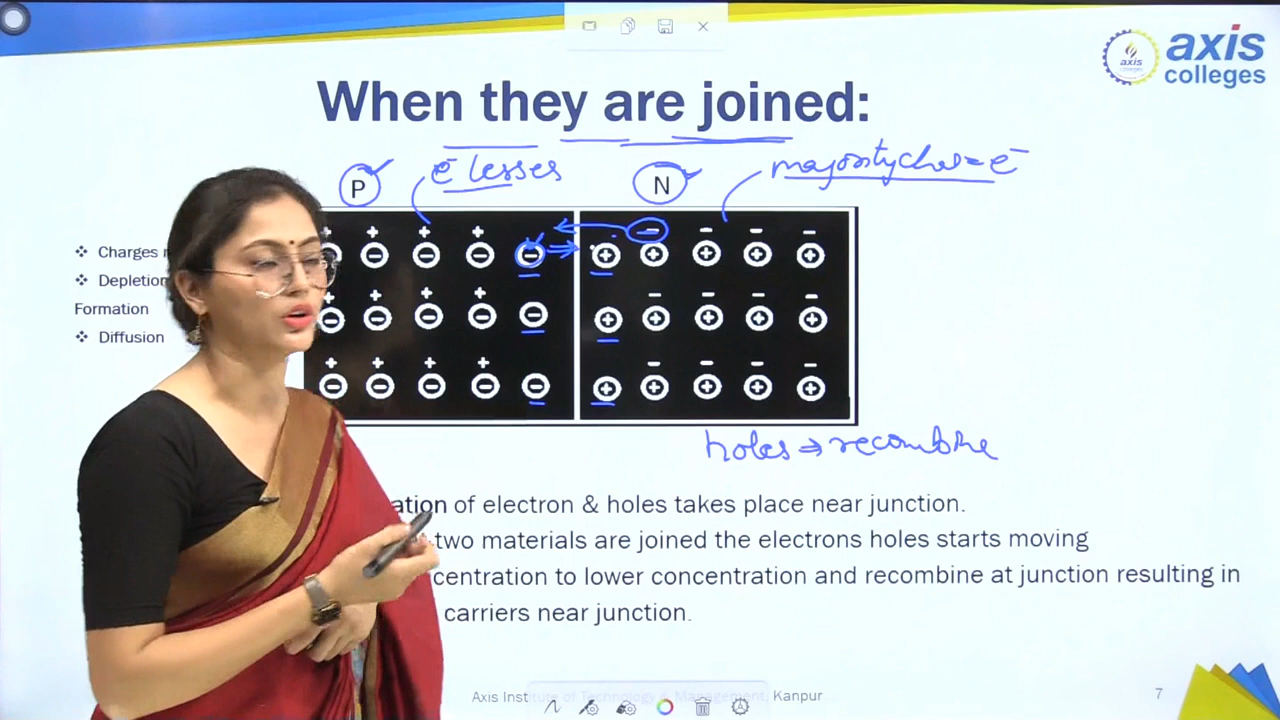 axis
colleges
axis
colleges
When they are joined:
P
e⁻ lesses
N
majority
e⁻
Charges
Depletion
Formation
Diffusion
holes → recombine
ation of electron & holes takes place near junction.
two materials are joined the electrons holes starts moving
centration to lower concentration and recombine at junction resulting in
carriers near junction.
Axis Institute of Technology & Management, Kanpur
7